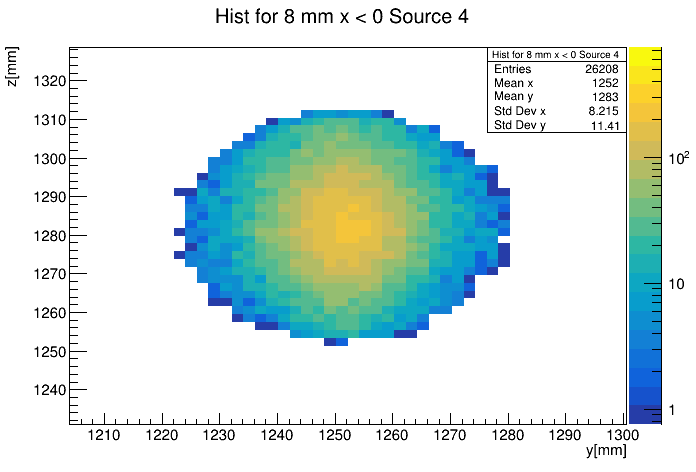 Hist for 8 mm x < 0 Source 4
z[mm]
Hist for 8 mm x < 0 Source 4
Entries 26208
Mean x 1252
Mean y 1283
Std Dev x 8.215
Std Dev y 11.41
1320
1310
1300
1290
1280
1270
1260
1250
1240
10²
10
1
1210 1220 1230 1240 1250 1260 1270 1280 1290 1300
y[mm]